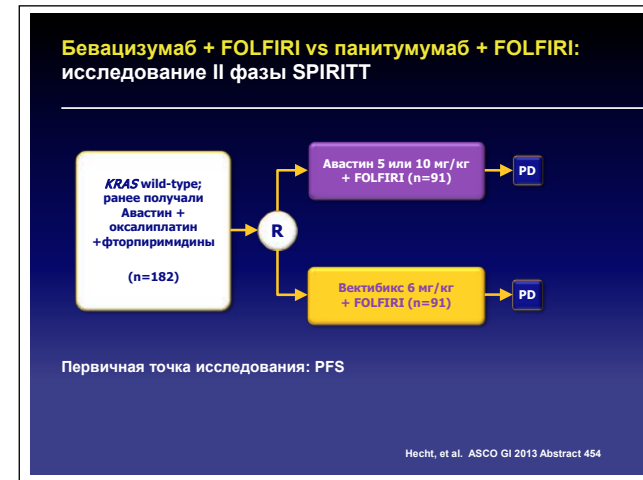 Бевацизумаб + FOLFIRI vs панитумумаб + FOLFIRI:
исследование II фазы SPIRITT
KRAS wild-type;
ранее получали
Авастин +
оксалиплатин
+фторпиримидины
(n=182)
R
Авастин 5 или 10 мг/кг
+ FOLFIRI (n=91)
PD
Вектибикс 6 мг/кг
+ FOLFIRI (n=91)
PD
Первичная точка исследования: PFS
Hecht, et al. ASCO GI 2013 Abstract 454